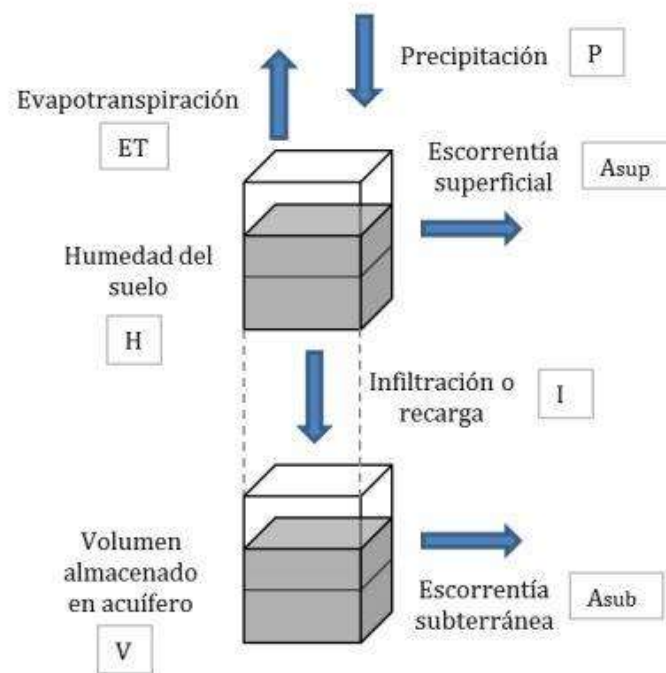 Precipitación
P
Evapotranspiración
ET
Escorrentía
superficial
Asup
Humedad del
suelo
H
Infiltración o
recarga
I
Volumen
almacenado
en acuífero
V
Escorrentía
subterránea
Asub